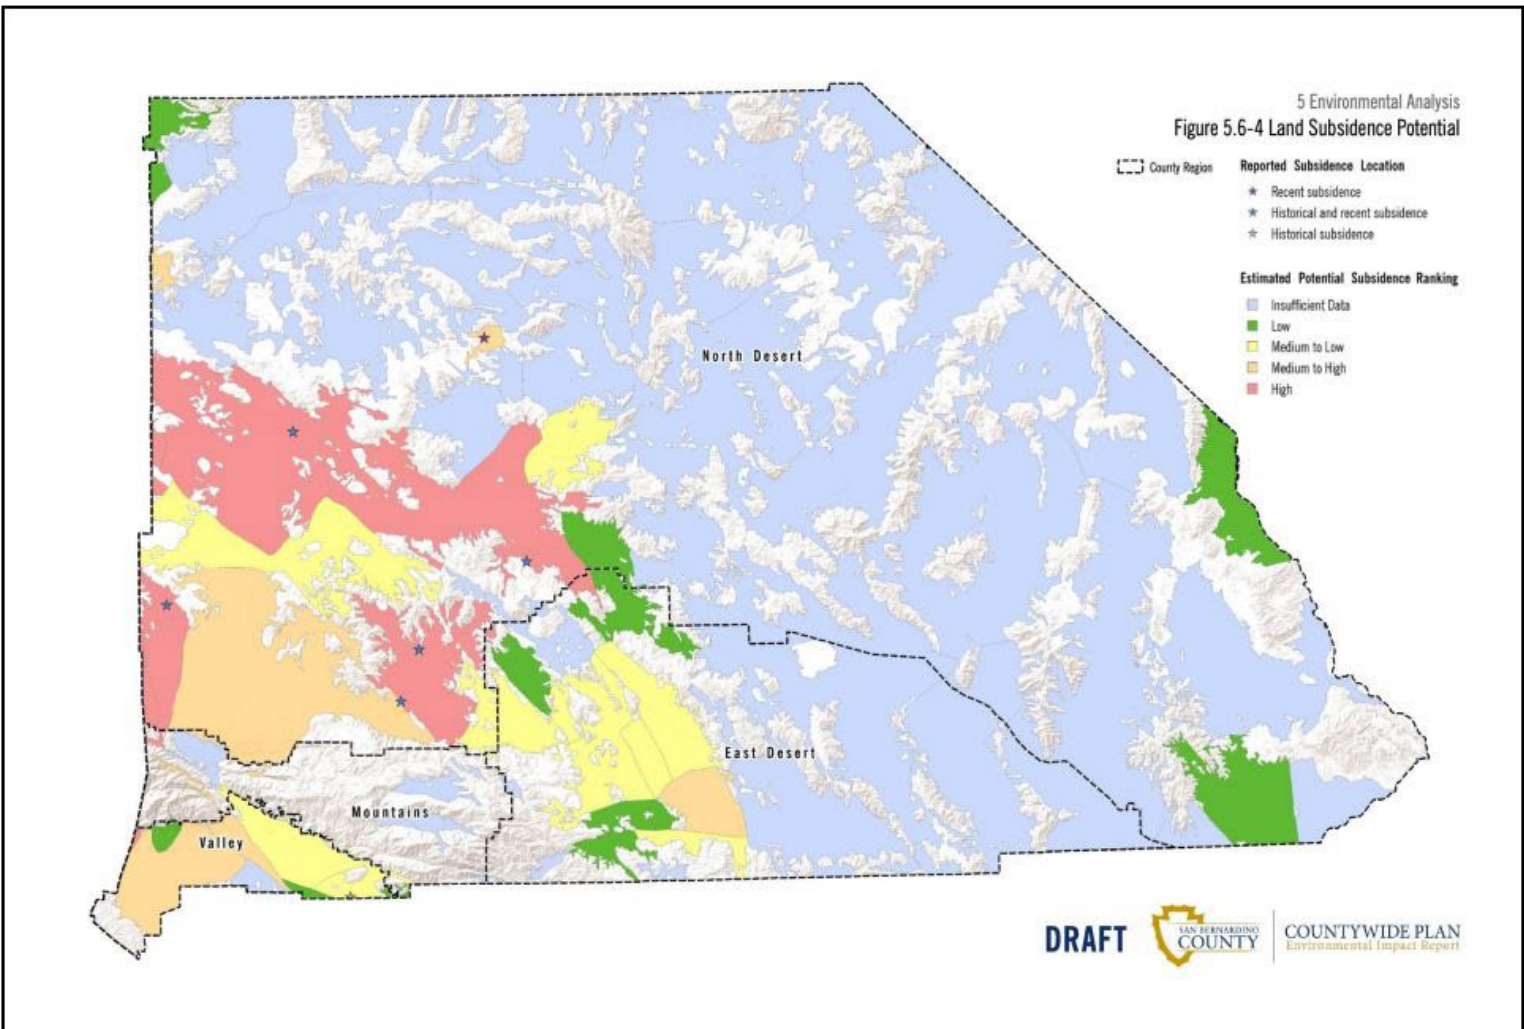 5 Environmental Analysis
Figure 5.6-4 Land Subsidence Potential
County Region
Reported Subsidence Location
Recent subsidence
Historical and recent subsidence
Historical subsidence
Estimated Potential Subsidence Ranking
Insufficient Data
Low
Medium to Low
Medium to High
High
North Desert
East Desert
Mountains
Valley
DRAFT
SAN BERNARDINO
COUNTY
COUNTYWIDE PLAN
Environmental Impact Report